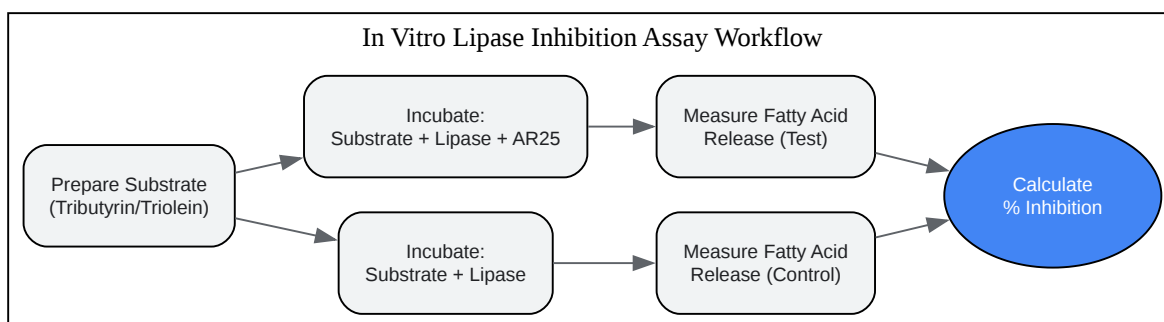 In Vitro Lipase Inhibition Assay Workflow
Incubate:
Substrate + Lipase + AR25
Measure Fatty Acid
Release (Test)
Prepare Substrate
(Tributyrin/Triolein)
Calculate
% Inhibition
Incubate:
Substrate + Lipase
Measure Fatty Acid
Release (Control)